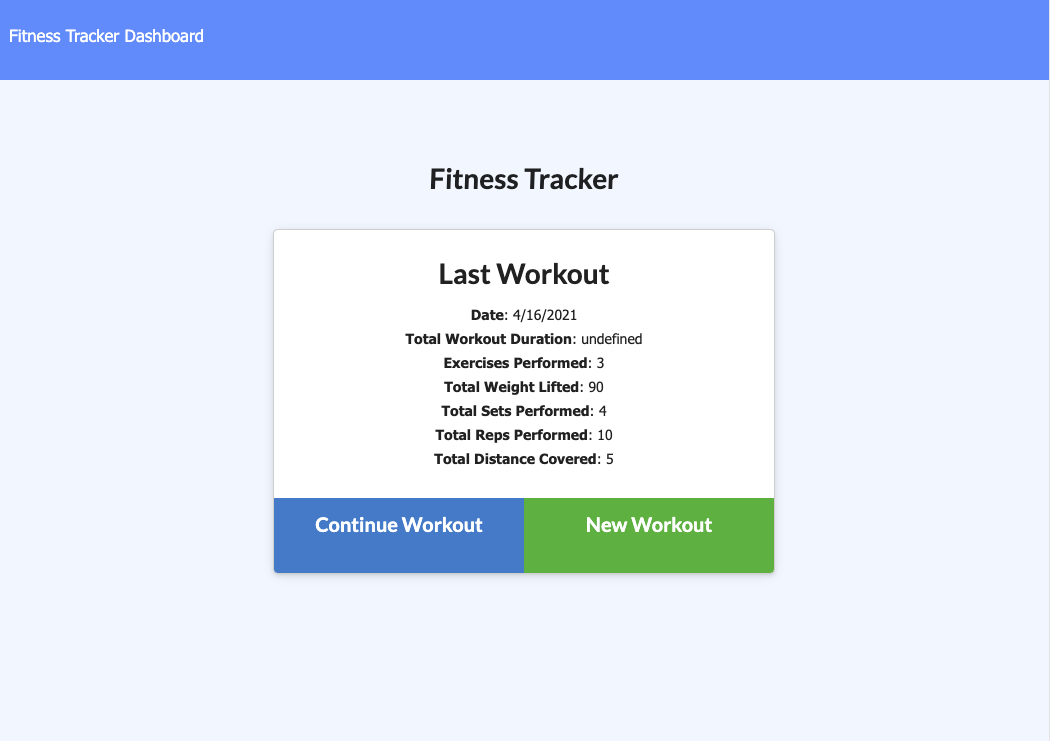 Fitness Tracker Dashboard
Fitness Tracker
Last Workout
Date: 4/16/2021
Total Workout Duration: undefined
Exercises Performed: 3
Total Weight Lifted: 90
Total Sets Performed: 4
Total Reps Performed: 10
Total Distance Covered: 5
Continue Workout
New Workout